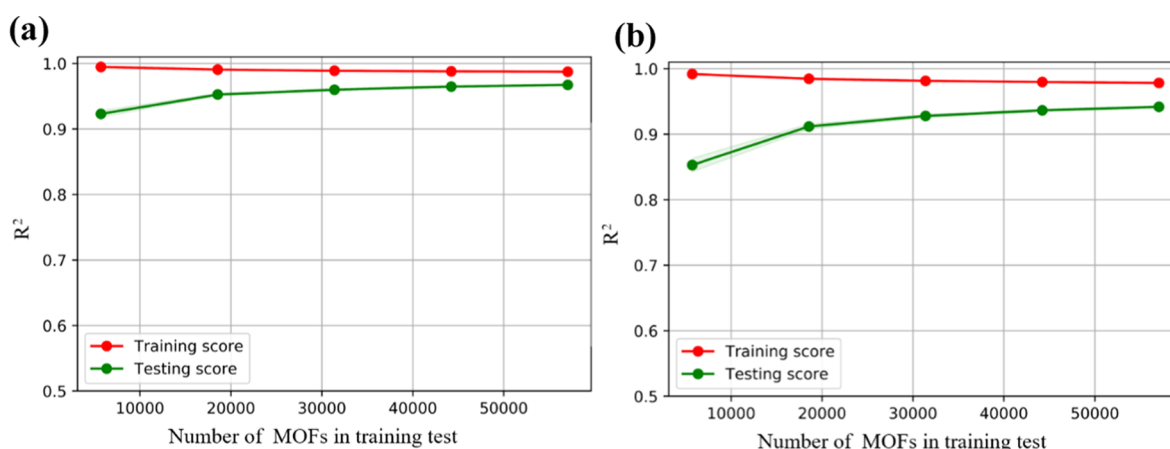 (a)
1.0
0.9
0.8
0.7
0.6
0.5
R²
Training score
Testing score
10000 20000 30000 40000 50000
Number of MOFs in training test
(b)
1.0
0.9
0.8
0.7
0.6
0.5
R²
Training score
Testing score
10000 20000 30000 40000 50000
Number of MOFs in training test